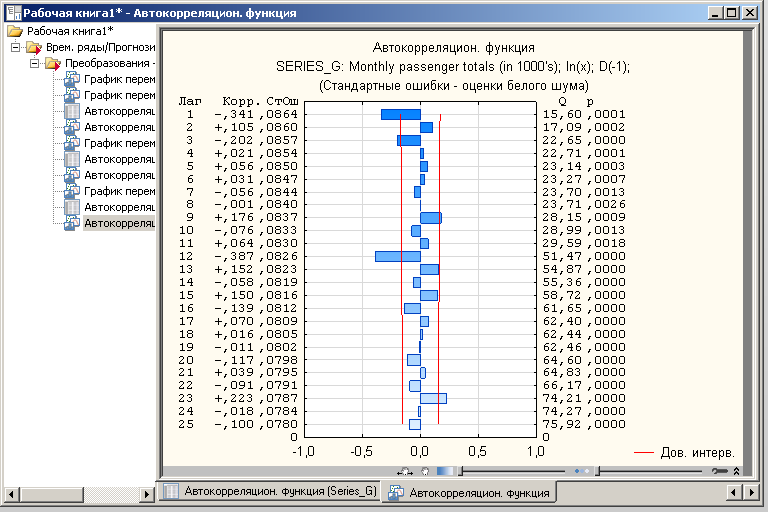 Рабочая книга1* - Автокорреляцион. функция
Рабочая книга1*
Врем. ряды/Прогнози
Преобразования -
График перем
График перем
Автокорреляц
Автокорреляц
График перем
Автокорреляц
Автокорреляц
График перем
Автокорреляц
Автокорреляц
Автокорреляцион. функция
SERIES_G: Monthly passenger totals (in 1000's); ln(x); D(-1);
(Стандартные ошибки - оценки белого шума)
Лаг Корр. СтОш Q p
1 -,341 ,0864 15,60 ,0001
2 +,105 ,0860 17,09 ,0002
3 -,202 ,0857 22,65 ,0000
4 +,021 ,0854 22,71 ,0001
5 +,056 ,0850 23,14 ,0003
6 +,031 ,0847 23,27 ,0007
7 -,056 ,0844 23,70 ,0013
8 -,001 ,0840 23,71 ,0026
9 +,176 ,0837 28,15 ,0009
10 -,076 ,0833 28,99 ,0013
11 +,064 ,0830 29,59 ,0018
12 -,387 ,0826 51,47 ,0000
13 +,152 ,0823 54,87 ,0000
14 -,058 ,0819 55,36 ,0000
15 +,150 ,0816 58,72 ,0000
16 -,139 ,0812 61,65 ,0000
17 +,070 ,0809 62,40 ,0000
18 +,016 ,0805 62,44 ,0000
19 -,011 ,0802 62,46 ,0000
20 -,117 ,0798 64,60 ,0000
21 +,039 ,0795 64,83 ,0000
22 -,091 ,0791 66,17 ,0000
23 +,223 ,0787 74,21 ,0000
24 -,018 ,0784 74,27 ,0000
25 -,100 ,0780 75,92 ,0000
0 0
-1,0 -0,5 0,0 0,5 1,0
Дов. интерв.
Автокорреляцион. функция (Series_G)
Автокорреляцион. функция